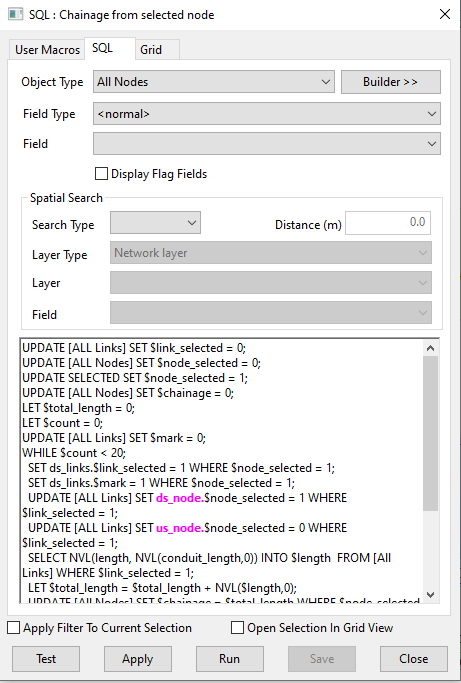 SQL : Chainage from selected node
User Macros SQL Grid
Object Type All Nodes Builder >>
Field Type <normal>
Field
Display Flag Fields
Spatial Search
Search Type Distance (m) 0.0
Layer Type Network layer
Layer
Field
UPDATE [ALL Links] SET $link_selected = 0;
UPDATE [ALL Nodes] SET $node_selected = 0;
UPDATE SELECTED SET $node_selected = 1;
UPDATE [ALL Nodes] SET $chainage = 0;
LET $total_length = 0;
LET $count = 0;
UPDATE [ALL Links] SET $mark = 0;
WHILE $count < 20;
SET ds_links.$link_selected = 1 WHERE $node_selected = 1;
SET ds_links.$mark = 1 WHERE $node_selected = 1;
UPDATE [ALL Links] SET ds_node.$node_selected = 1 WHERE
$link_selected = 1;
UPDATE [ALL Links] SET us_node.$node_selected = 0 WHERE
$link_selected = 1;
SELECT NVL(length, NVL(conduit_length,0)) INTO $length FROM [All
Links] WHERE $link_selected = 1;
LET $total_length = $total_length + NVL($length,0);
UPDATE [All Nodes] SET $chainage = $total_length WHERE $node_selected
Apply Filter To Current Selection Open Selection In Grid View
Test Apply Run Save Close